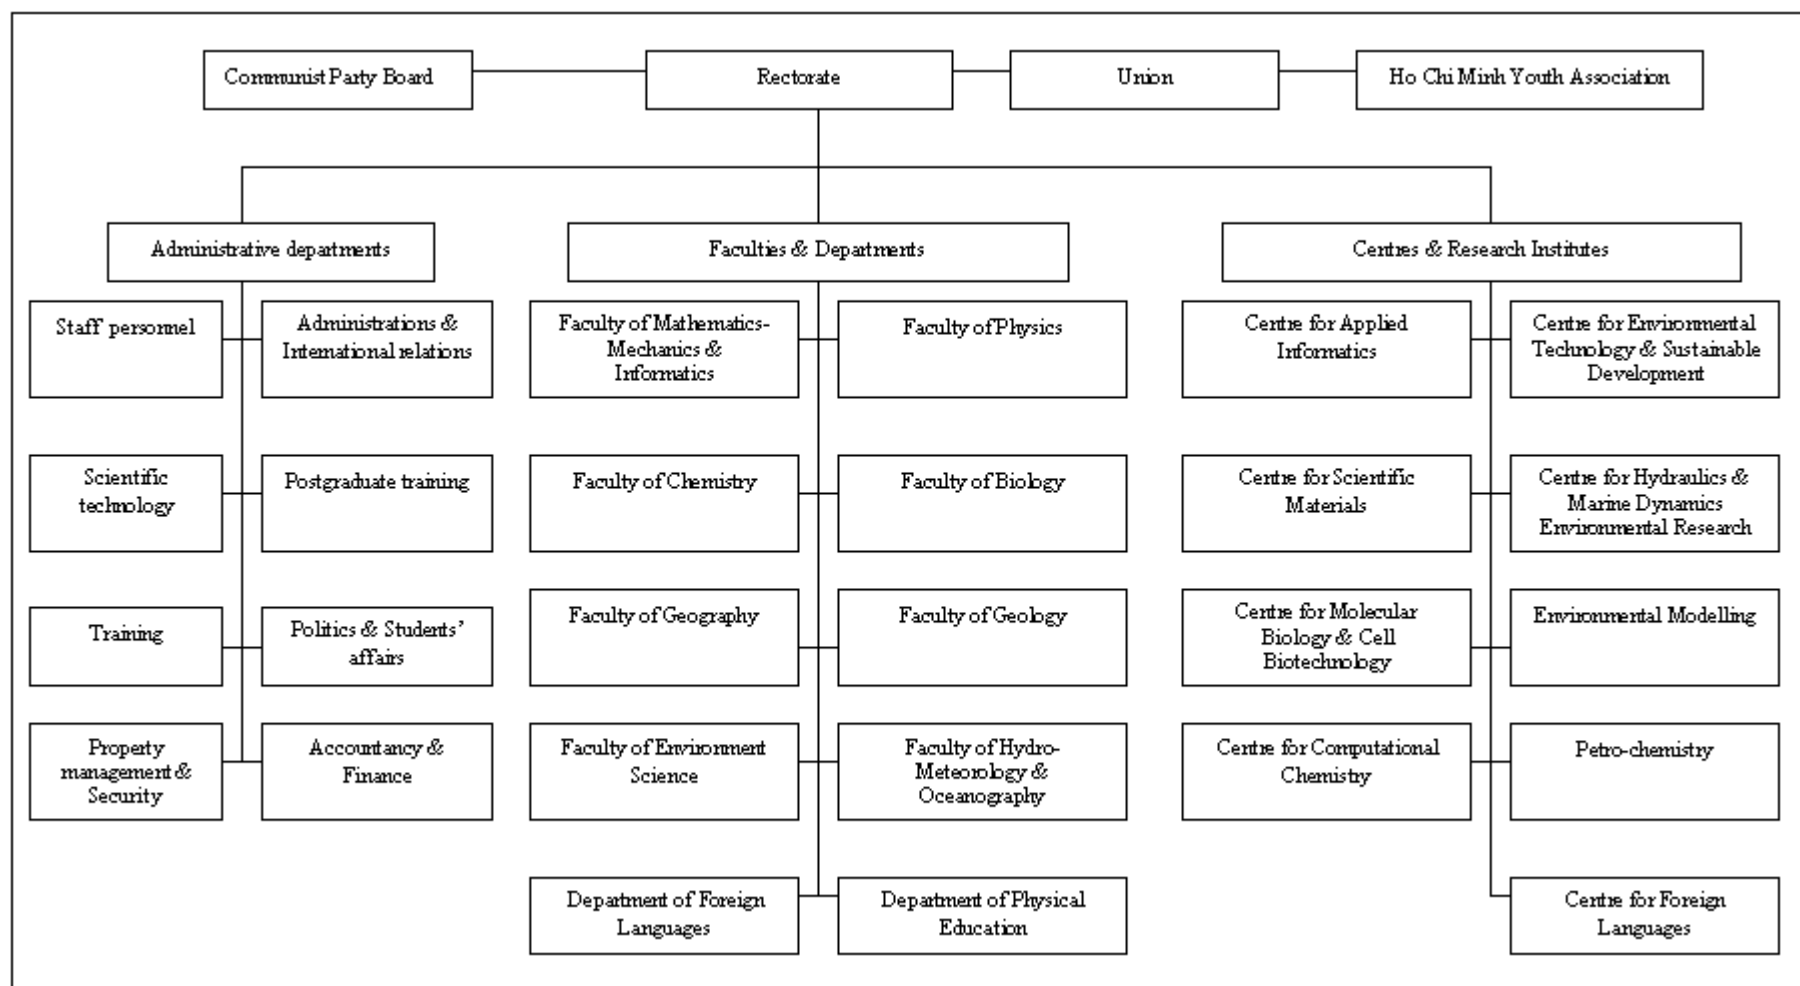 Communist Party Board
Rectorate
Union
Ho Chi Minh Youth Association
Administrative departments
Faculties & Departments
Centres & Research Institutes
Staff personnel
Administrations &
International relations
Faculty of Mathematics-
Mechanics &
Informatics
Faculty of Physics
Centre for Applied
Informatics
Centre for Environmental
Technology & Sustainable
Development
Scientific
technology
Postgraduate training
Faculty of Chemistry
Faculty of Biology
Centre for Scientific
Materials
Centre for Hydraulics &
Marine Dynamics
Environmental Research
Training
Politics & Students’
affairs
Faculty of Geography
Faculty of Geology
Centre for Molecular
Biology & Cell
Biotechnology
Environmental Modelling
Property
management &
Security
Accountancy &
Finance
Faculty of Environment
Science
Faculty of Hydro-
Meteorology &
Oceanography
Centre for Computational
Chemistry
Petro-chemistry
Department of Foreign
Languages
Department of Physical
Education
Centre for Foreign
Languages